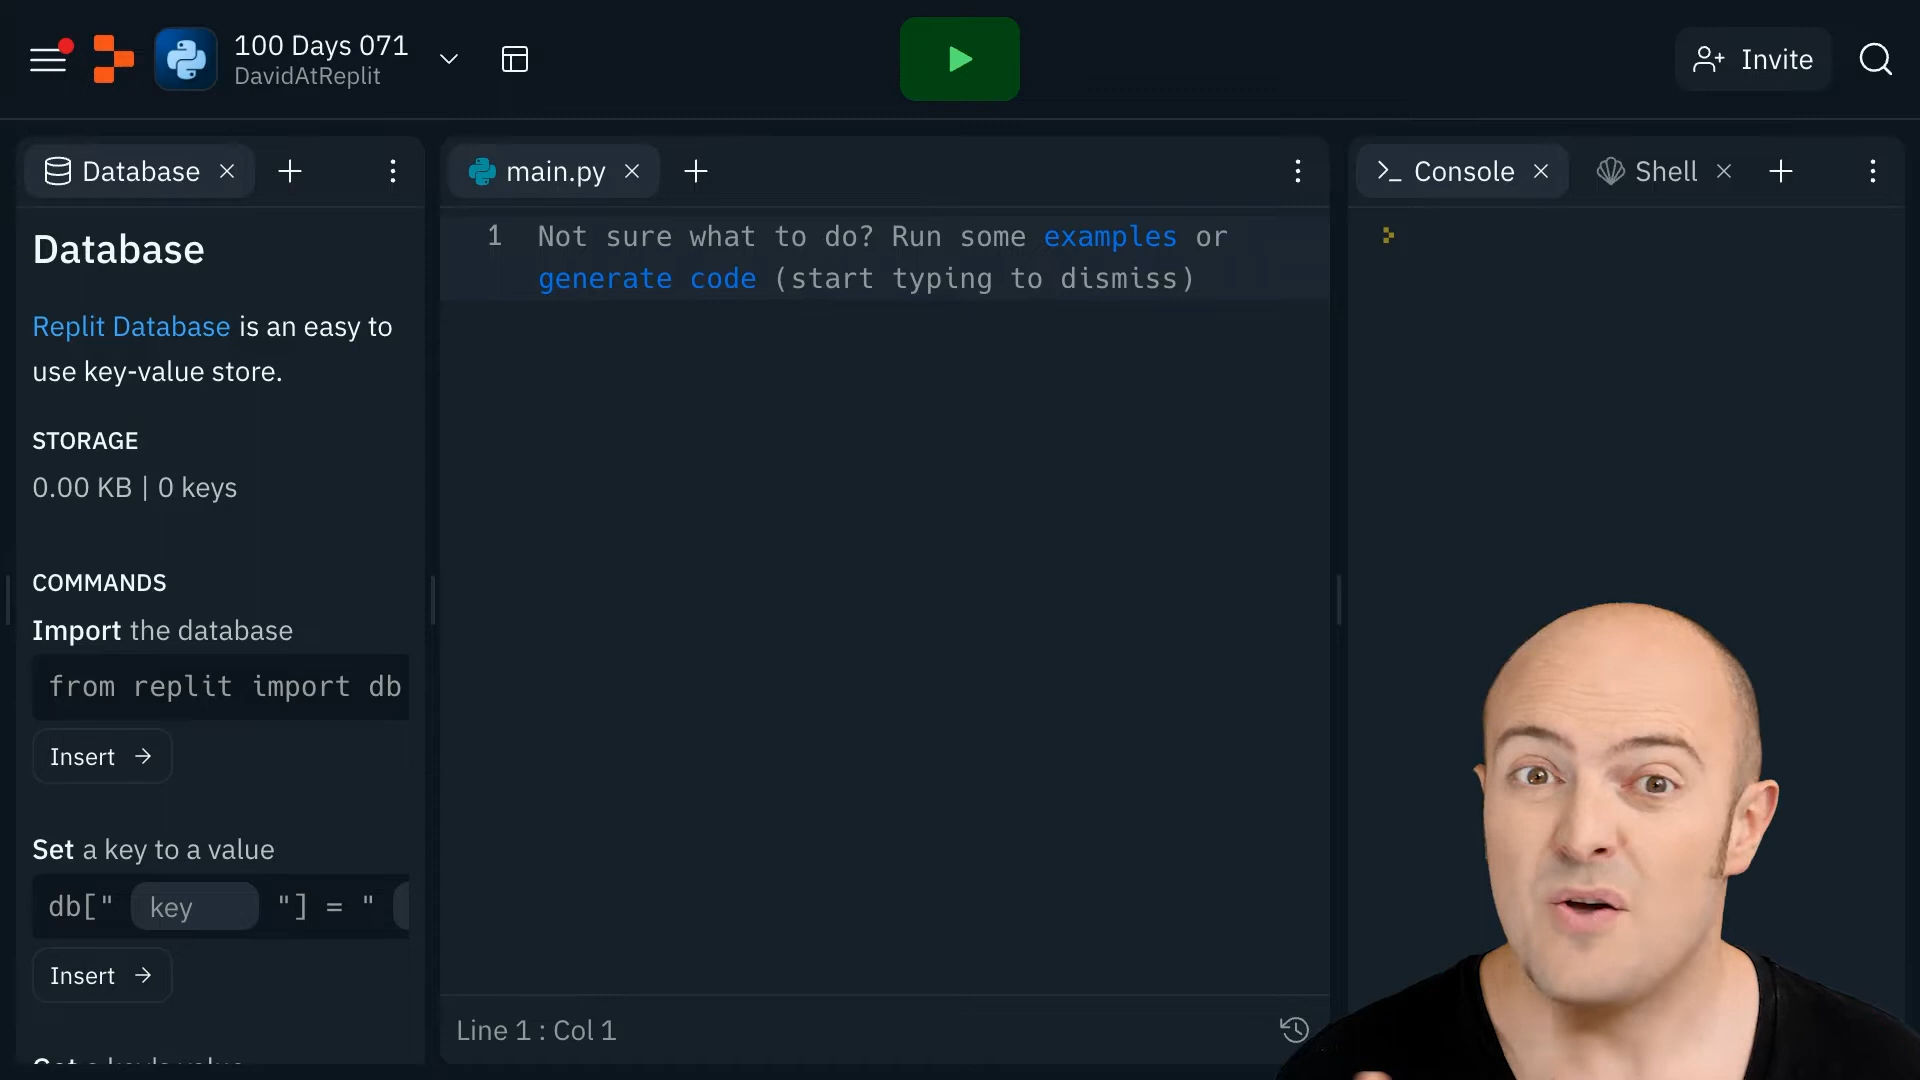 100 Days 071
DavidAtReplit
Invite
Database
Database
Replit Database is an easy to
use key-value store.
STORAGE
0.00 KB | 0 keys
COMMANDS
Import the database
from replit import db
Insert →
Set a key to a value
db[" key "] = "
Insert →
main.py
1 Not sure what to do? Run some examples or
generate code (start typing to dismiss)
Line 1 : Col 1
Console
Shell